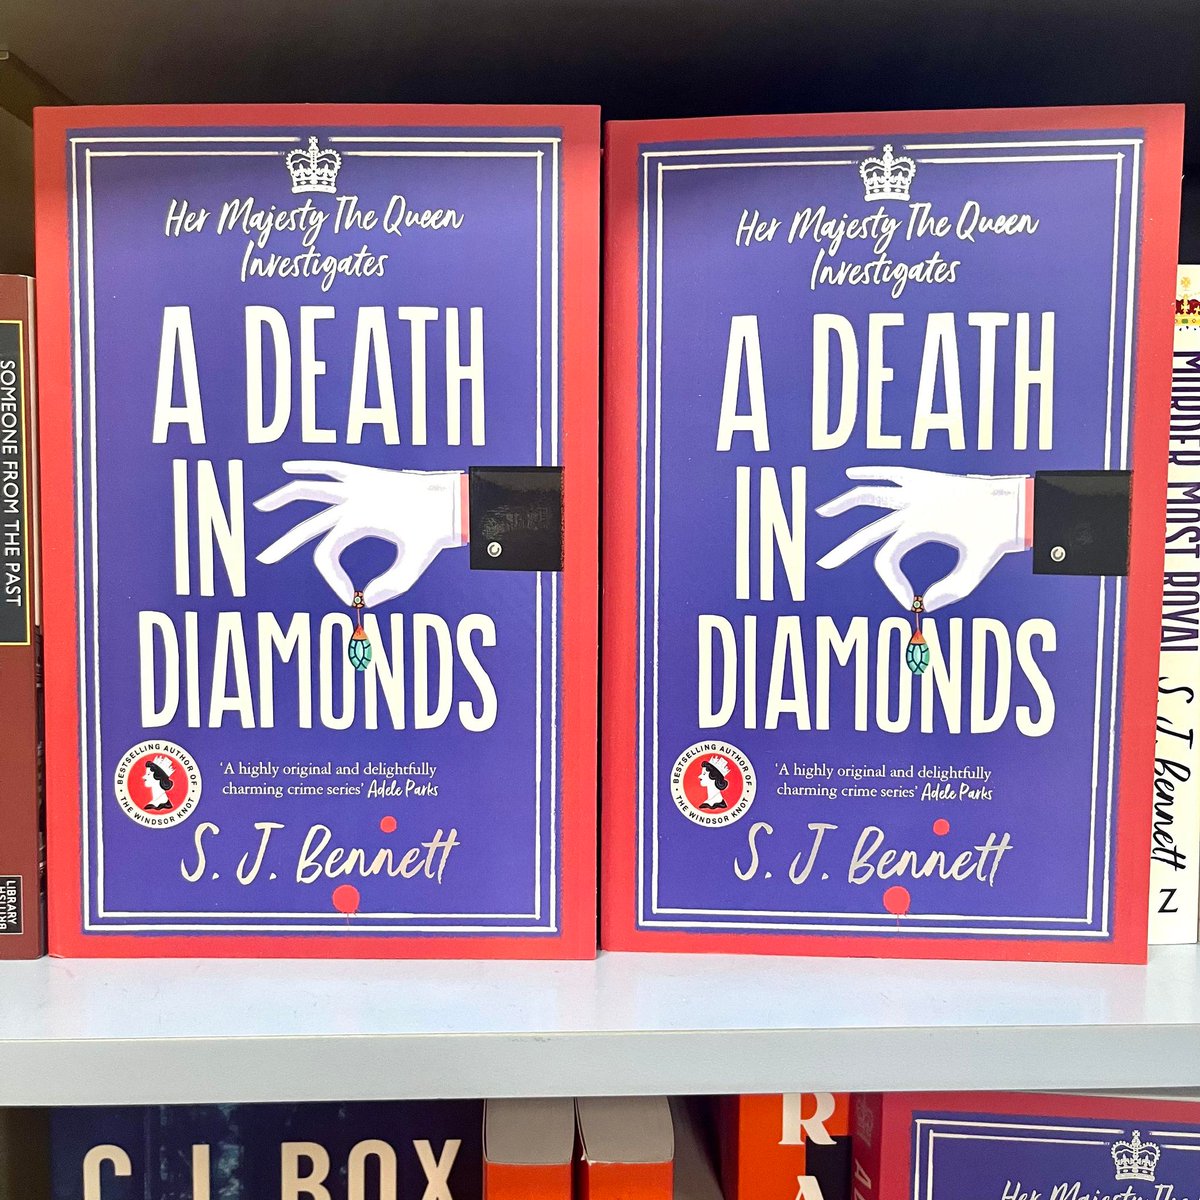 SOMEONE FROM THE PAST
BRITISH
LIBRARY
Her Majesty The Queen
Investigates
A DEATH
IN
DIAMONDS
BESTSELLING AUTHOR OF
THE WINDSOR KNOT
'A highly original and delightfully
charming crime series' Adele Parks
S. J. Bennett
Her Majesty The Queen
Investigates
A DEATH
IN
DIAMONDS
BESTSELLING AUTHOR OF
THE WINDSOR KNOT
'A highly original and delightfully
charming crime series' Adele Parks
S. J. Bennett
MURDER MOST ROYAL
S. J. Bennett
Z
C.J. BOX
R
A
Her Majesty Th